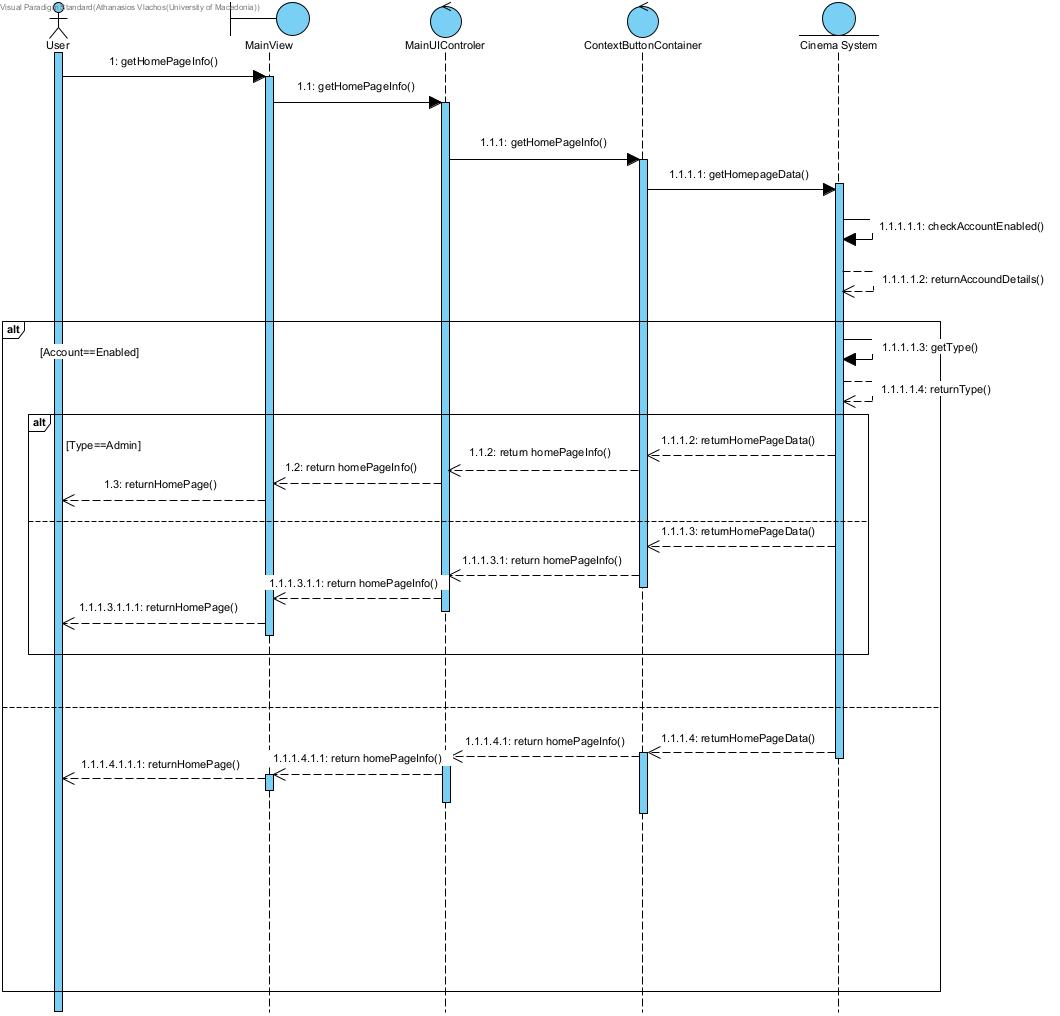 Visual Paradigm Standard(Athanasios Vlachos(University of Macedonia))
User
MainView
MainUIControler
ContextButtonContainer
Cinema System
1: getHomePageInfo()
1.1: getHomePageInfo()
1.1.1: getHomePageInfo()
1.1.1.1: getHomepageData()
1.1.1.1.1: checkAccountEnabled()
1.1.1.1.2: returnAccoundDetails()
alt
[Account==Enabled]
1.1.1.1.3: getType()
1.1.1.1.4: returnType()
alt
[Type==Admin]
1.1.1.2: returnHomePageData()
1.1.2: return homePageInfo()
1.2: return homePageInfo()
1.3: returnHomePage()
1.1.1.3: returnHomePageData()
1.1.1.3.1: return homePageInfo()
1.1.1.3.1.1: return homePageInfo()
1.1.1.3.1.1.1: returnHomePage()
1.1.1.4: returnHomePageData()
1.1.1.4.1: return homePageInfo()
1.1.1.4.1.1: return homePageInfo()
1.1.1.4.1.1.1: returnHomePage()